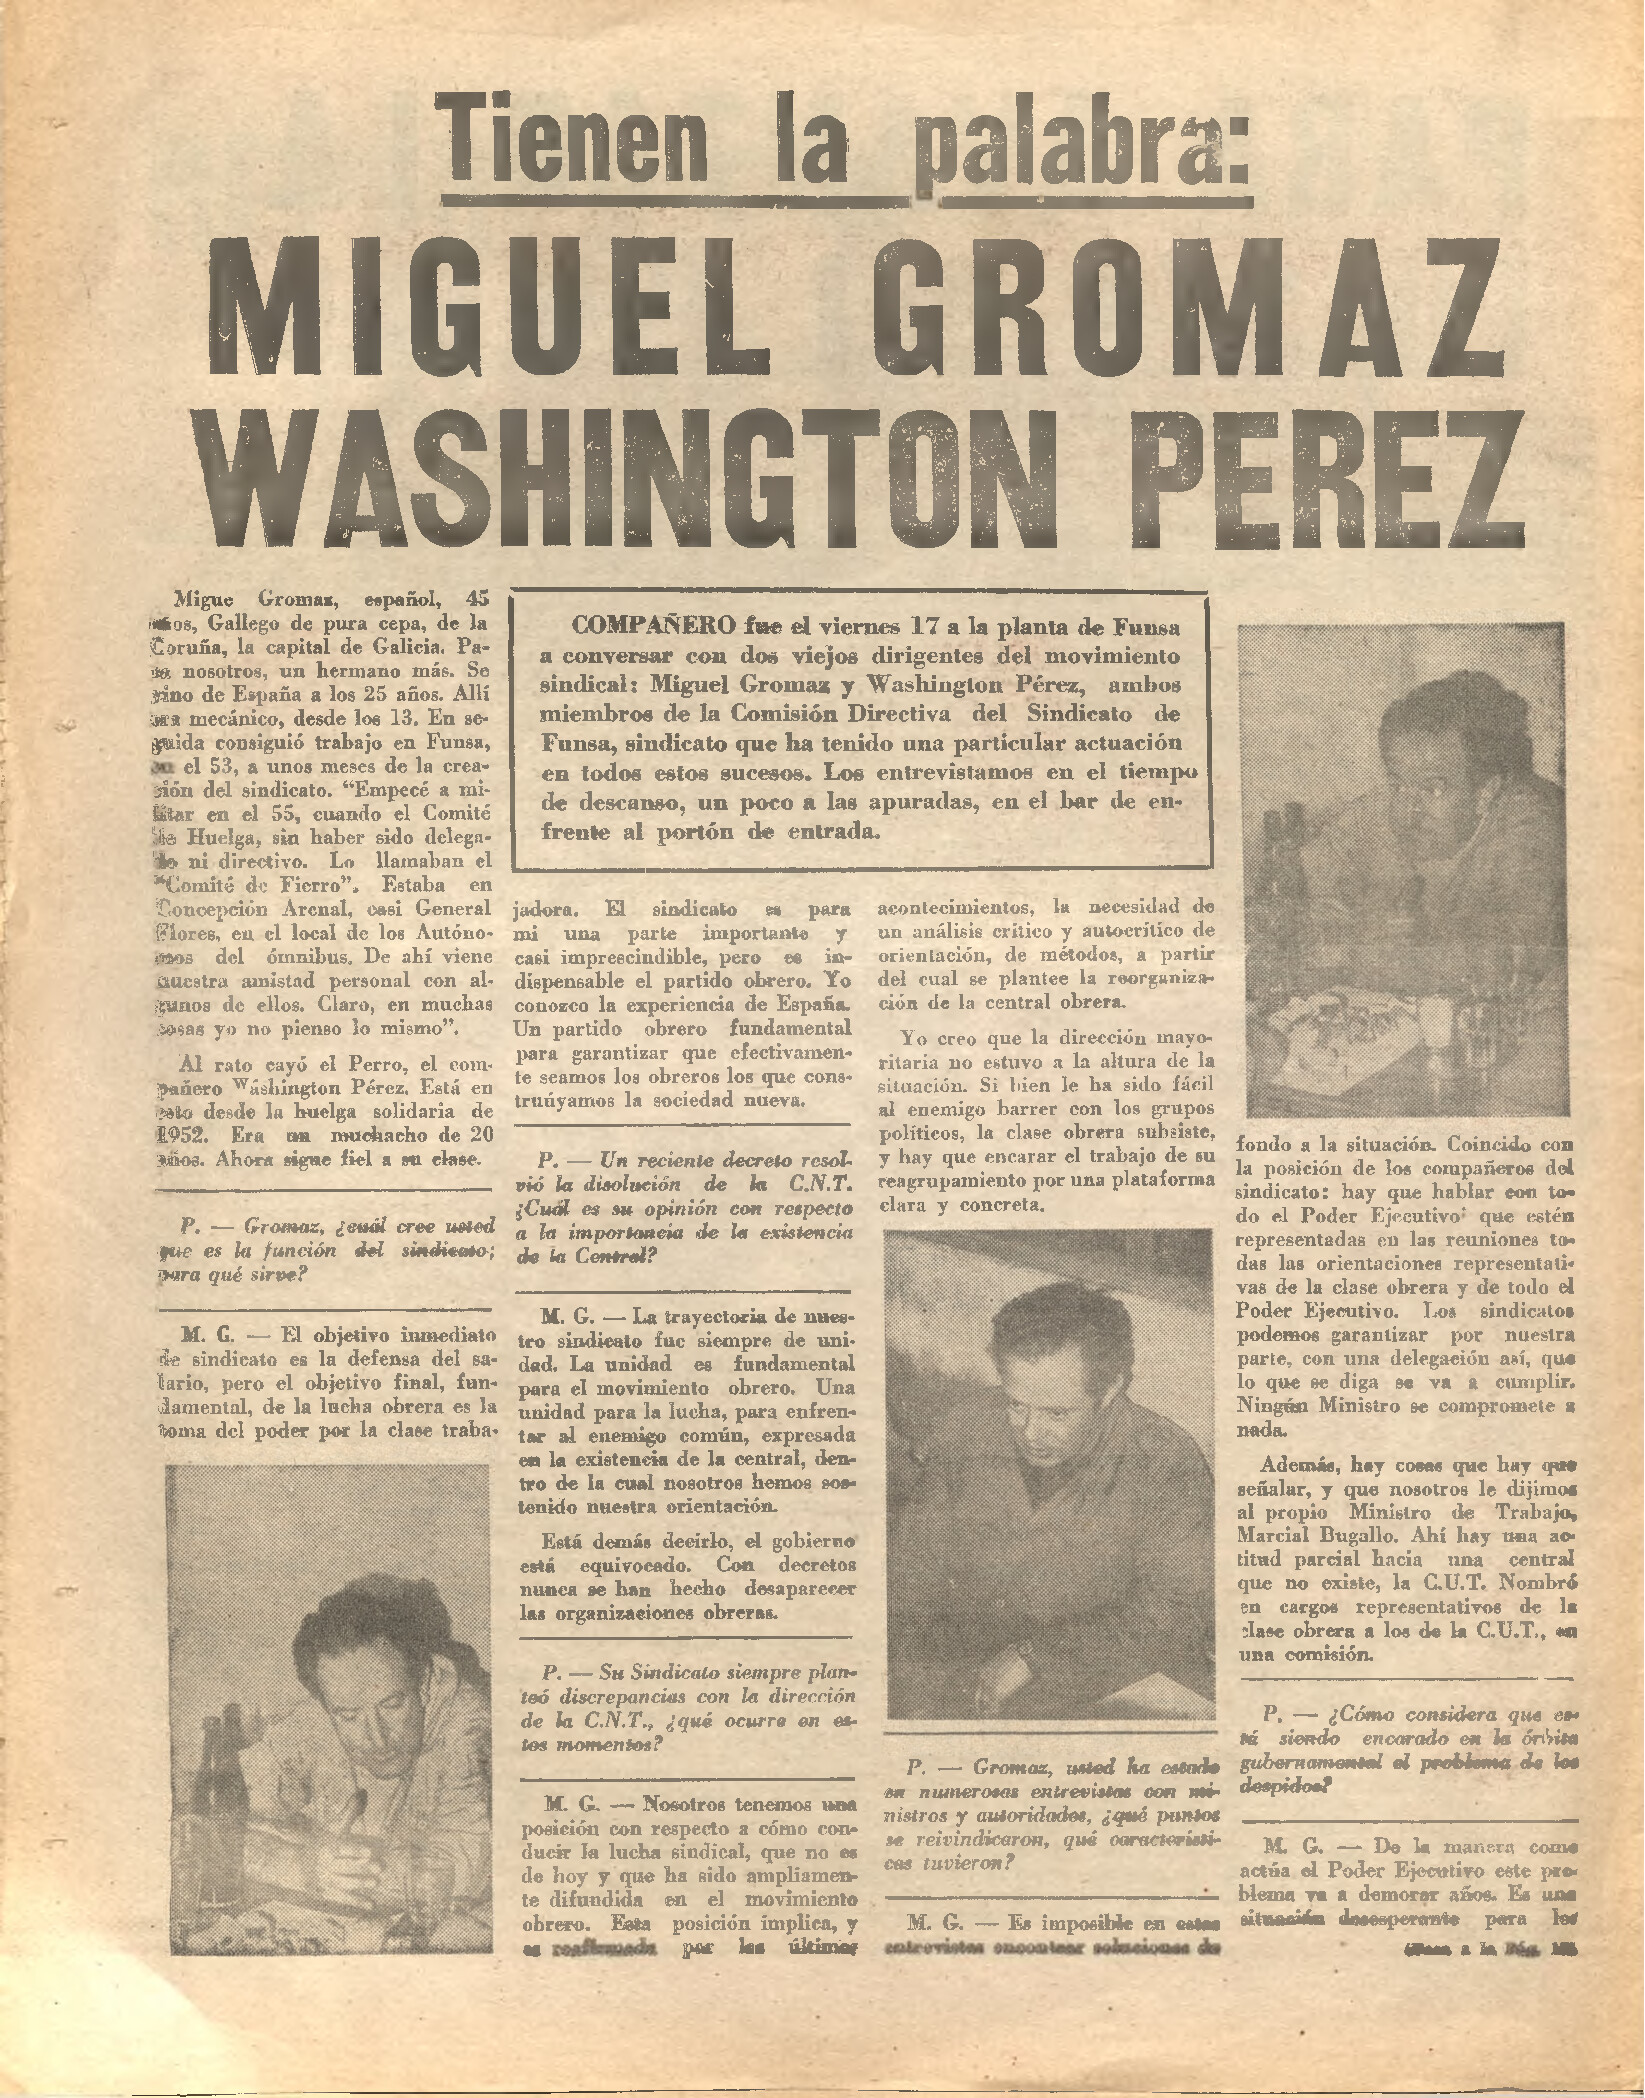 Tienen la palabra:
MIGUEL GROMAZ
WASHINGTON PEREZ
Migue Gromaz, español, 45
años, Gallego de pura cepa, de la
Coruña, la capital de Galicia. Pa-
ra nosotros, un hermano más. Se
vino de España a los 25 años. Allí
era mecánico, desde los 13. En se-
guida consiguió trabajo en Funsa,
en el 53, a unos meses de la crea-
ción del sindicato. "Empecé a mi-
litar en el 55, cuando el Comité
de Huelga, sin haber sido delega-
do ni directivo. Lo llamaban el
"Comité de Fierro". Estaba en
Concepción Arenal, casi General
Flores, en el local de los Autóno-
mos del ómnibus. De ahí viene
nuestra amistad personal con al-
gunos de ellos. Claro, en muchas
cosas yo no pienso lo mismo".
Al rato cayó el Perro, el com-
pañero Wáshington Pérez. Está en
esto desde la huelga solidaria de
1952. Era un muchacho de 20
años. Ahora sigue fiel a su clase.
P. — Gromaz, ¿cuál cree usted
que es la función del sindicato;
para qué sirve?
M. G. — El objetivo inmediato
de sindicato es la defensa del sa-
lario, pero el objetivo final, fun-
damental, de la lucha obrera es la
toma del poder por la clase traba-
COMPAÑERO fue el viernes 17 a la planta de Funsa
a conversar con dos viejos dirigentes del movimiento
sindical: Miguel Gromaz y Washington Pérez, ambos
miembros de la Comisión Directiva del Sindicato de
Funsa, sindicato que ha tenido una particular actuación
en todos estos sucesos. Los entrevistamos en el tiempo
de descanso, un poco a las apuradas, en el bar de en-
frente al portón de entrada.
jadora. El sindicato es para
mi una parte importante y
casi imprescindible, pero es in-
dispensable el partido obrero. Yo
conozco la experiencia de España.
Un partido obrero fundamental
para garantizar que efectivamen-
te seamos los obreros los que cons-
truúyamos la sociedad nueva.
P. — Un reciente decreto resol-
vió la disolución de la C.N.T.
¿Cuál es su opinión con respecto
a la importancia de la existencia
de la Central?
M. G. — La trayectoria de nues-
tro sindicato fue siempre de uni-
dad. La unidad es fundamental
para el movimiento obrero. Una
unidad para la lucha, para enfren-
tar al enemigo común, expresada
en la existencia de la central, den-
tro de la cual nosotros hemos sos-
tenido nuestra orientación.
Está demás decirlo, el gobierno
está equivocado. Con decretos
nunca se han hecho desaparecer
las organizaciones obreras.
P. — Su Sindicato siempre plan-
teó discrepancias con la dirección
de la C.N.T., ¿qué ocurre en es-
tos momentos?
M. G. — Nosotros tenemos una
posición con respecto a cómo con-
ducir la lucha sindical, que no es
de hoy y que ha sido ampliamen-
te difundida en el movimiento
obrero. Esta posición implica, y
es reafirmada por los últimos
acontecimientos, la necesidad de
un análisis crítico y autocrítico de
orientación, de métodos, a partir
del cual se plantee la reorganiza-
ción de la central obrera.
Yo creo que la dirección mayo-
ritaria no estuvo a la altura de la
situación. Si bien le ha sido fácil
al enemigo barrer con los grupos
políticos, la clase obrera subsiste,
y hay que encarar el trabajo de su
reagrupamiento por una plataforma
clara y concreta.
P. — Gromaz, usted ha estado
en numerosas entrevistas con mi-
nistros y autoridades, ¿qué puntos
se reivindicaron, qué característi-
cas tuvieron?
M. G. — Es imposible en estas
entrevistas encontrar soluciones de
fondo a la situación. Coincido con
la posición de los compañeros del
sindicato: hay que hablar con to-
do el Poder Ejecutivo; que estén
representadas en las reuniones to-
das las orientaciones representati-
vas de la clase obrera y de todo el
Poder Ejecutivo. Los sindicatos
podemos garantizar por nuestra
parte, con una delegación así, que
lo que se diga se va a cumplir.
Ningún Ministro se compromete a
nada.
Además, hay cosas que hay que
señalar, y que nosotros le dijimos
al propio Ministro de Trabajo,
Marcial Bugallo. Ahí hay una ac-
titud parcial hacia una central
que no existe, la C.U.T. Nombró
en cargos representativos de la
clase obrera a los de la C.U.T., en
una comisión.
P. — ¿Cómo considera que es-
tá siendo encarado en la órbita
gubernamental el problema de los
despidos?
M. G. — De la manera como
actúa el Poder Ejecutivo este pro-
blema va a demorar años. Es una
situación desesperante para los
(Pasa a la Pág.